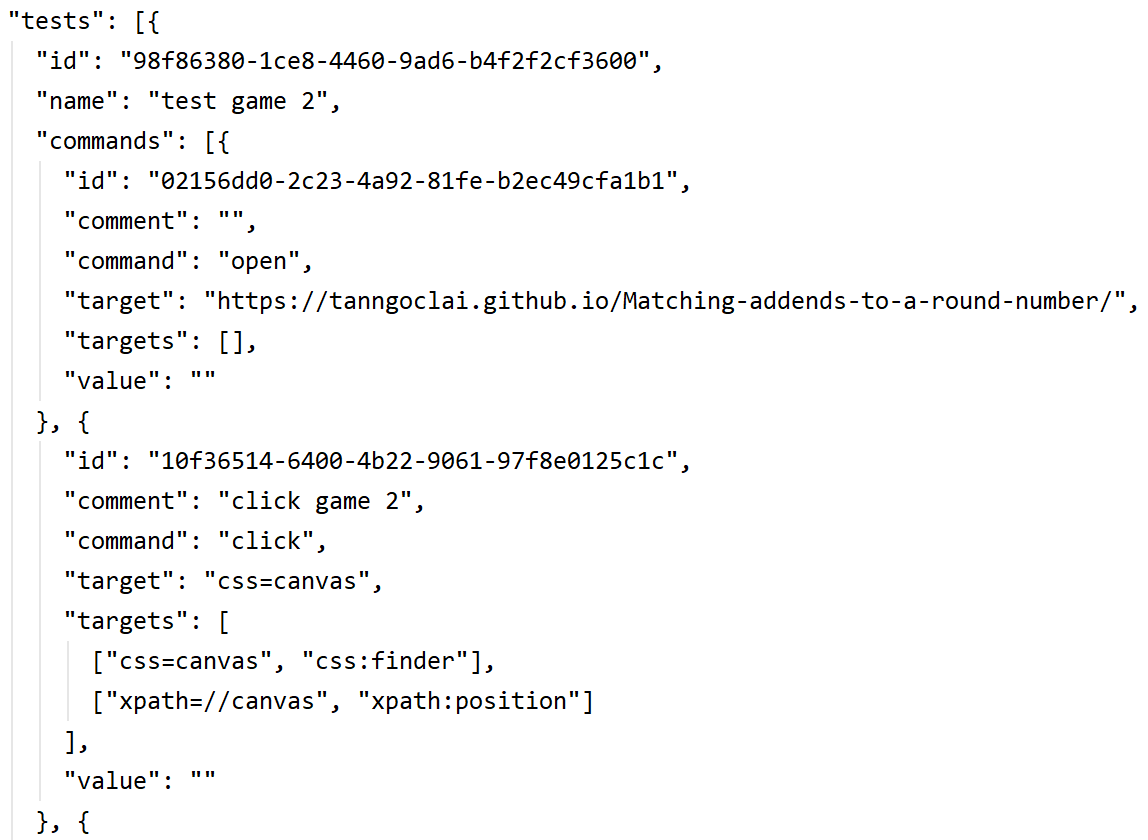 "tests": [{
"id": "98f86380-1ce8-4460-9ad6-b4f2f2cf3600",
"name": "test game 2",
"commands": [{
"id": "02156dd0-2c23-4a92-81fe-b2ec49cfa1b1",
"comment": "",
"command": "open",
"target": "https://tanngoclai.github.io/Matching-addends-to-a-round-number/",
"targets": [],
"value": ""
}, {
"id": "10f36514-6400-4b22-9061-97f8e0125c1c",
"comment": "click game 2",
"command": "click",
"target": "css=canvas",
"targets": [
["css=canvas", "css:finder"],
["xpath=//canvas", "xpath:position"]
],
"value": ""
}, {